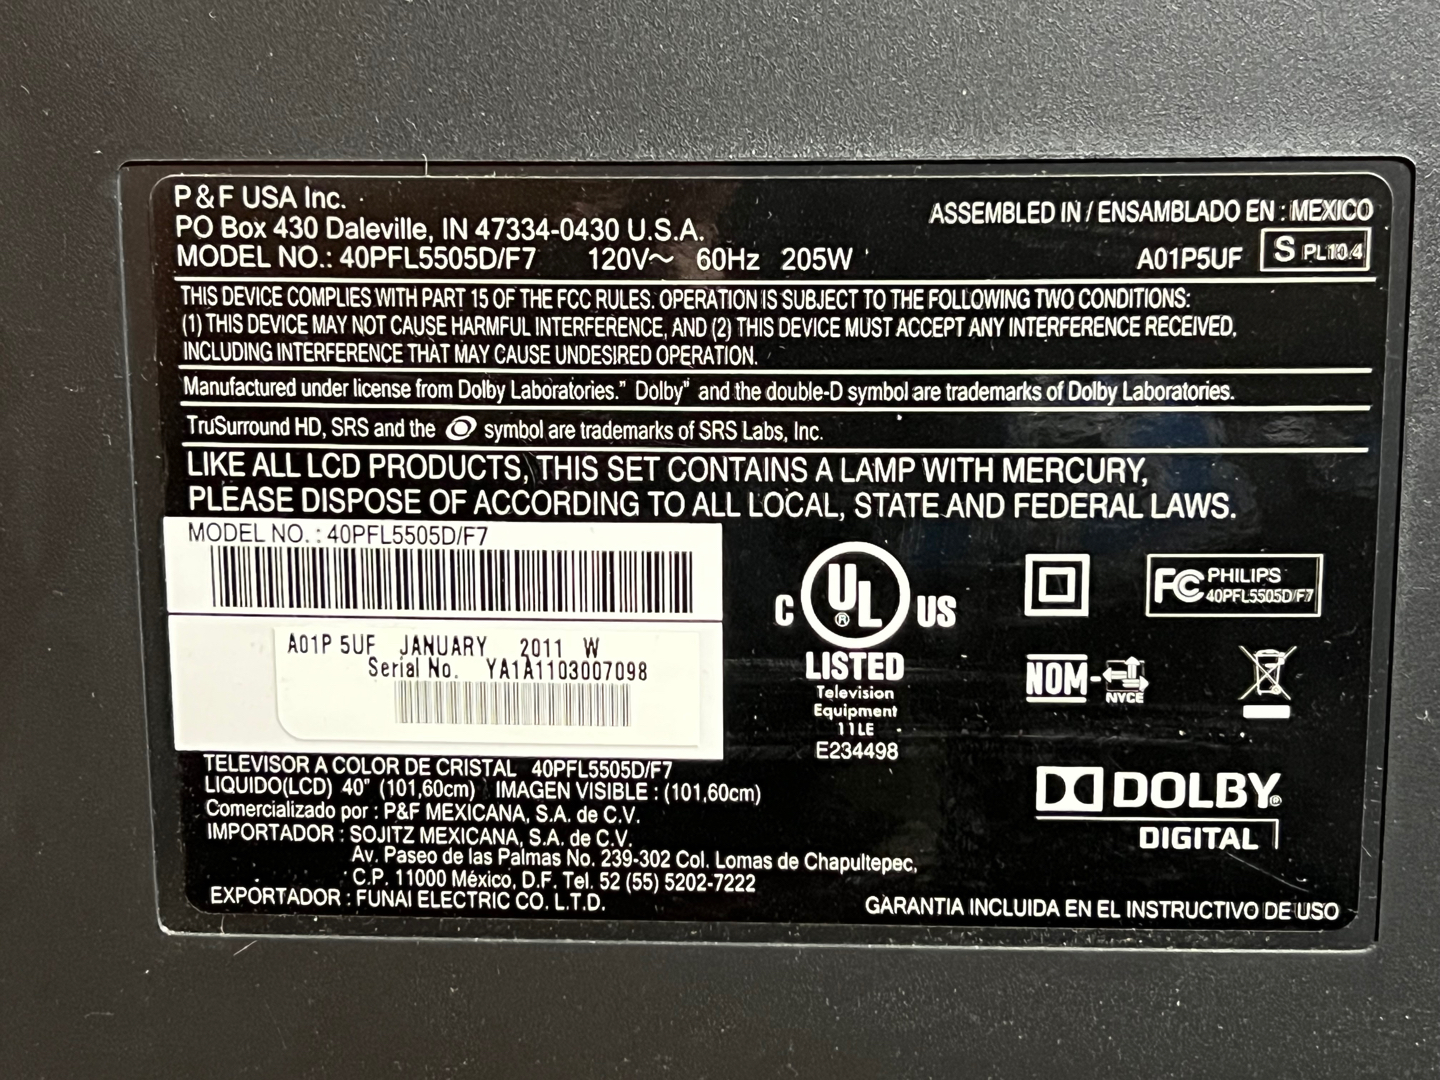 P&F USA Inc.
PO Box 430 Daleville, IN 47334-0430 U.S.A.
ASSEMBLED IN / ENSAMBLADO EN : MEXICO
MODEL NO.: 40PFL5505D/F7 120V～ 60Hz 205W
A01P5UF S PL10.4
THIS DEVICE COMPLIES WITH PART 15 OF THE FCC RULES. OPERATION IS SUBJECT TO THE FOLLOWING TWO CONDITIONS:
(1) THIS DEVICE MAY NOT CAUSE HARMFUL INTERFERENCE, AND (2) THIS DEVICE MUST ACCEPT ANY INTERFERENCE RECEIVED,
INCLUDING INTERFERENCE THAT MAY CAUSE UNDESIRED OPERATION.
Manufactured under license from Dolby Laboratories." Dolby" and the double-D symbol are trademarks of Dolby Laboratories.
TruSurround HD, SRS and the symbol are trademarks of SRS Labs, Inc.
LIKE ALL LCD PRODUCTS, THIS SET CONTAINS A LAMP WITH MERCURY,
PLEASE DISPOSE OF ACCORDING TO ALL LOCAL, STATE AND FEDERAL LAWS.
MODEL NO. : 40PFL5505D/F7
A01P 5UF JANUARY 2011 W
Serial No. YA1A1103007098
C UL ® US
LISTED
Television
Equipment
11LE
E234498
FC PHILIPS
40PFL5505D/F7
NOM-NYCE
DOLBY®
DIGITAL
TELEVISOR A COLOR DE CRISTAL 40PFL5505D/F7
LIQUIDO(LCD) 40" (101,60cm) IMAGEN VISIBLE : (101,60cm)
Comercializado por : P&F MEXICANA, S.A. de C.V.
IMPORTADOR : SOJITZ MEXICANA, S.A. de C.V.
Av. Paseo de las Palmas No. 239-302 Col. Lomas de Chapultepec,
C.P. 11000 México, D.F. Tel. 52 (55) 5202-7222
EXPORTADOR : FUNAI ELECTRIC CO. L.T.D.
GARANTIA INCLUIDA EN EL INSTRUCTIVO DE USO